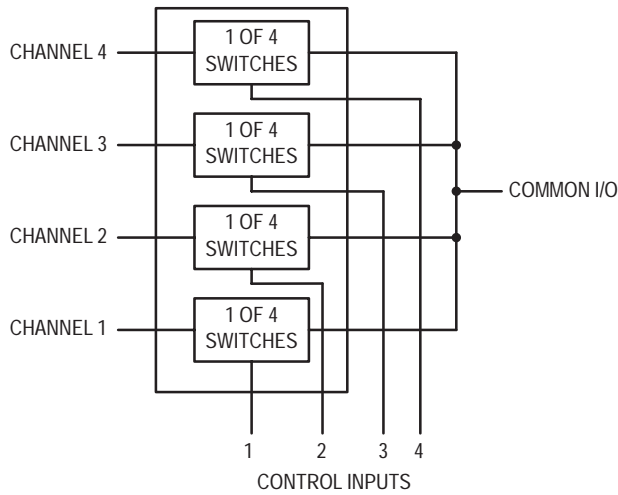 CHANNEL 4
1 OF 4
SWITCHES
CHANNEL 3
1 OF 4
SWITCHES
COMMON I/O
CHANNEL 2
1 OF 4
SWITCHES
CHANNEL 1
1 OF 4
SWITCHES
1 2 3 4
CONTROL INPUTS